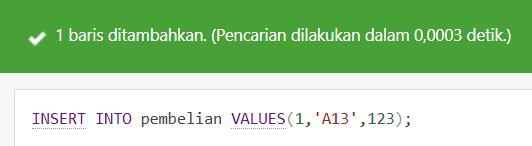 1 baris ditambahkan. (Pencarian dilakukan dalam 0,0003 detik.)
INSERT INTO pembelian VALUES(1,'A13',123);